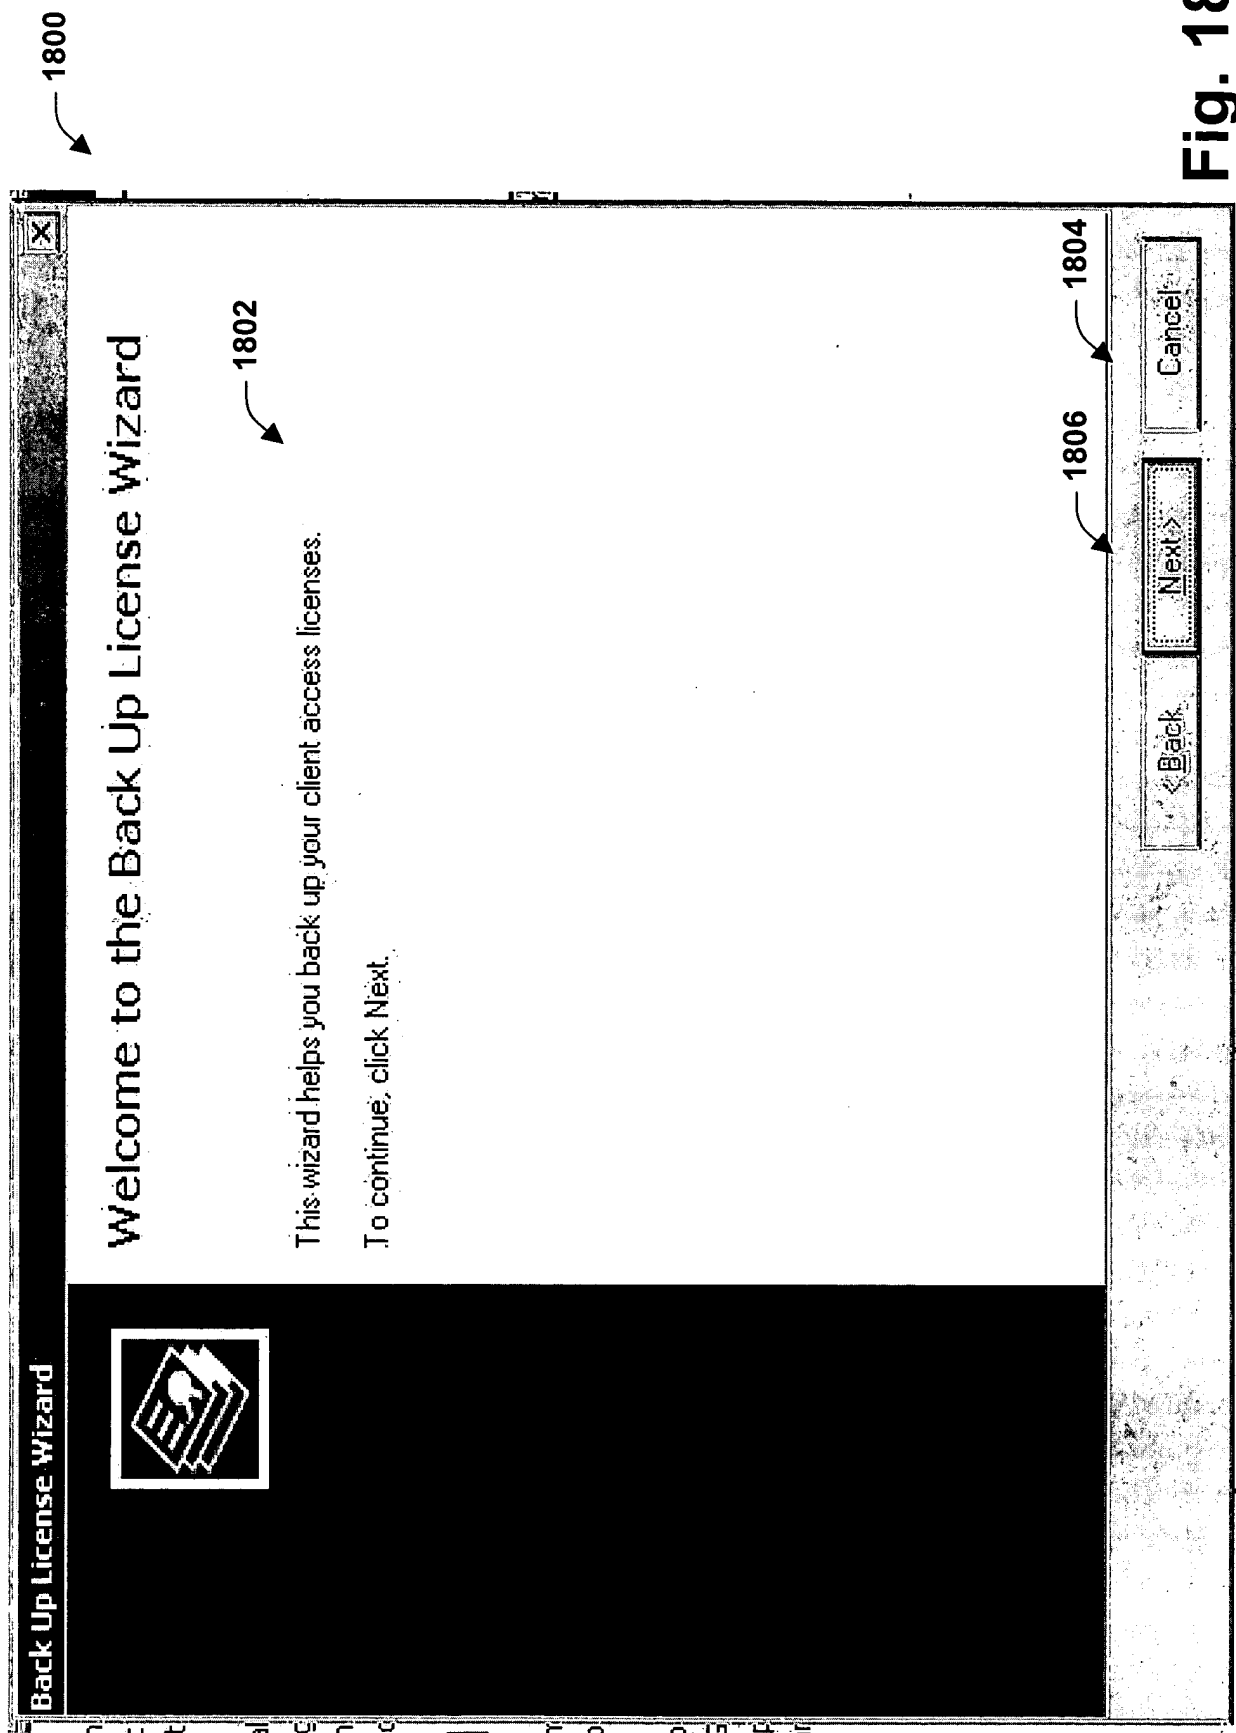 1800
Back Up License Wizard
Welcome to the Back Up License Wizard
1802
This wizard helps you back up your client access licenses.
To continue, click Next.
1806
1804
< Back
Next >
Cancel
Fig. 18